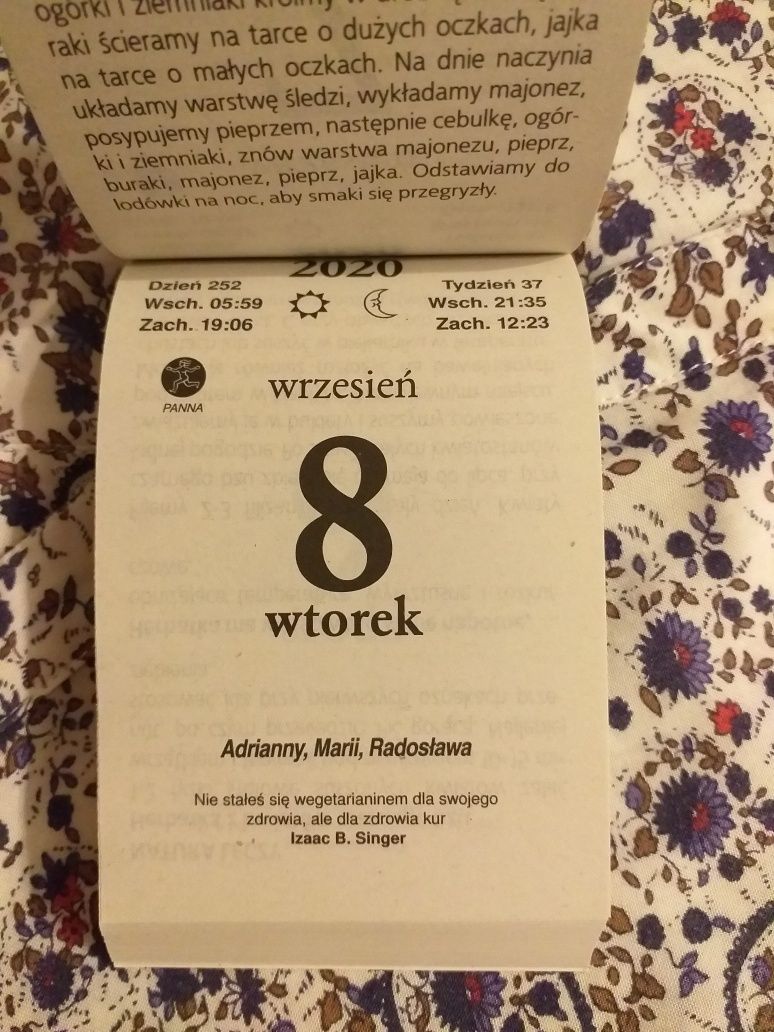 ogórki i ziemniaki kroimy w
raki ścieramy na tarce o dużych oczkach, jajka
na tarce o małych oczkach. Na dnie naczynia
układamy warstwę śledzi, wykładamy majonez,
posypujemy pieprzem, następnie cebulkę, ogór-
ki i ziemniaki, znów warstwa majonezu, pieprz,
buraki, majonez, pieprz, jajka. Odstawiamy do
lodówki na noc, aby smaki się przegryzły.
2020
Dzień 252
Wsch. 05:59
Zach. 19:06
Tydzień 37
Wsch. 21:35
Zach. 12:23
PANNA
wrzesień
8
wtorek
Adrianny, Marii, Radosława
Nie stałeś się wegetarianinem dla swojego
zdrowia, ale dla zdrowia kur
Izaac B. Singer